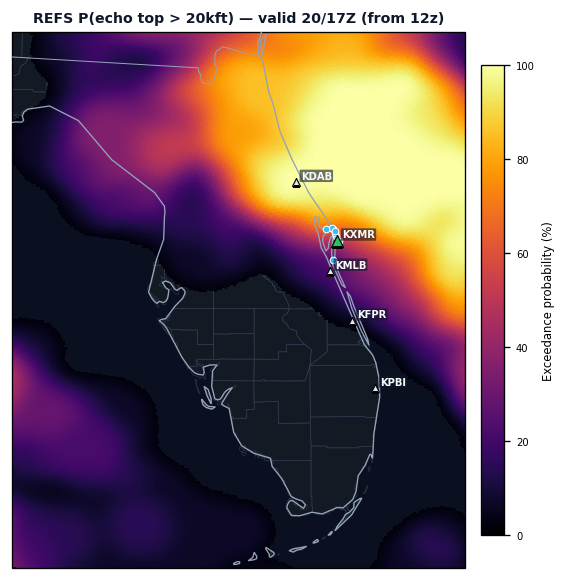 REFS P(echo top > 20kft) — valid 20/17Z (from 12z)
KDAB
KXMR
KMLB
KFPR
KPBI
100
80
60
40
20
0
Exceedance probability (%)